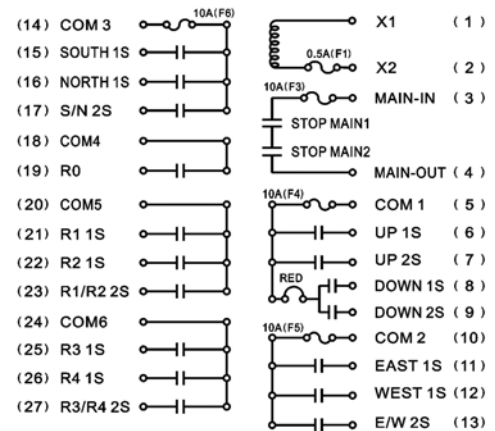 (14) COM 3 10A(F6)
(15) SOUTH 1S
(16) NORTH 1S
(17) S/N 2S
(18) COM4
(19) R0
(20) COM5
(21) R1 1S
(22) R2 1S
(23) R1/R2 2S
(24) COM6
(25) R3 1S
(26) R4 1S
(27) R3/R4 2S
X1 (1)
0.5A(F1)
X2 (2)
10A(F3)
MAIN-IN (3)
STOP MAIN1
STOP MAIN2
MAIN-OUT (4)
10A(F4)
COM 1 (5)
UP 1S (6)
UP 2S (7)
RED
DOWN 1S (8)
DOWN 2S (9)
10A(F5)
COM 2 (10)
EAST 1S (11)
WEST 1S (12)
E/W 2S (13)